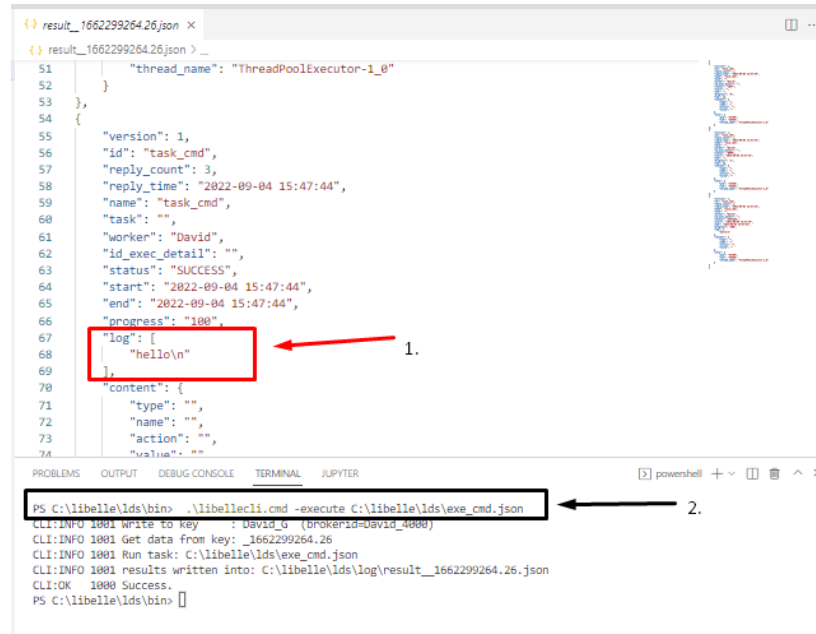 {} result__1662299264.26.json ×
{} result__1662299264.26.json > ...
51 "thread_name": "ThreadPoolExecutor-1_0"
52 }
53 },
54 {
55 "version": 1,
56 "id": "task_cmd",
57 "reply_count": 3,
58 "reply_time": "2022-09-04 15:47:44",
59 "name": "task_cmd",
60 "task": "",
61 "worker": "David",
62 "id_exec_detail": "",
63 "status": "SUCCESS",
64 "start": "2022-09-04 15:47:44",
65 "end": "2022-09-04 15:47:44",
66 "progress": "100",
67 "log": [
68 "hello\n"
69 ],
70 "content": {
71 "type": "",
72 "name": "",
73 "action": "",
74 "value": ""
1.
PROBLEMS OUTPUT DEBUG CONSOLE TERMINAL JUPYTER powershell
PS C:\libelle\lds\bin> .\libellecli.cmd -execute C:\libelle\lds\exe_cmd.json
2.
CLI:INFO 1001 Write to key : David_G (brokerid=David_4000)
CLI:INFO 1001 Get data from key: _1662299264.26
CLI:INFO 1001 Run task: C:\libelle\lds\exe_cmd.json
CLI:INFO 1001 results written into: C:\libelle\lds\log\result__1662299264.26.json
CLI:OK 1000 Success.
PS C:\libelle\lds\bin>